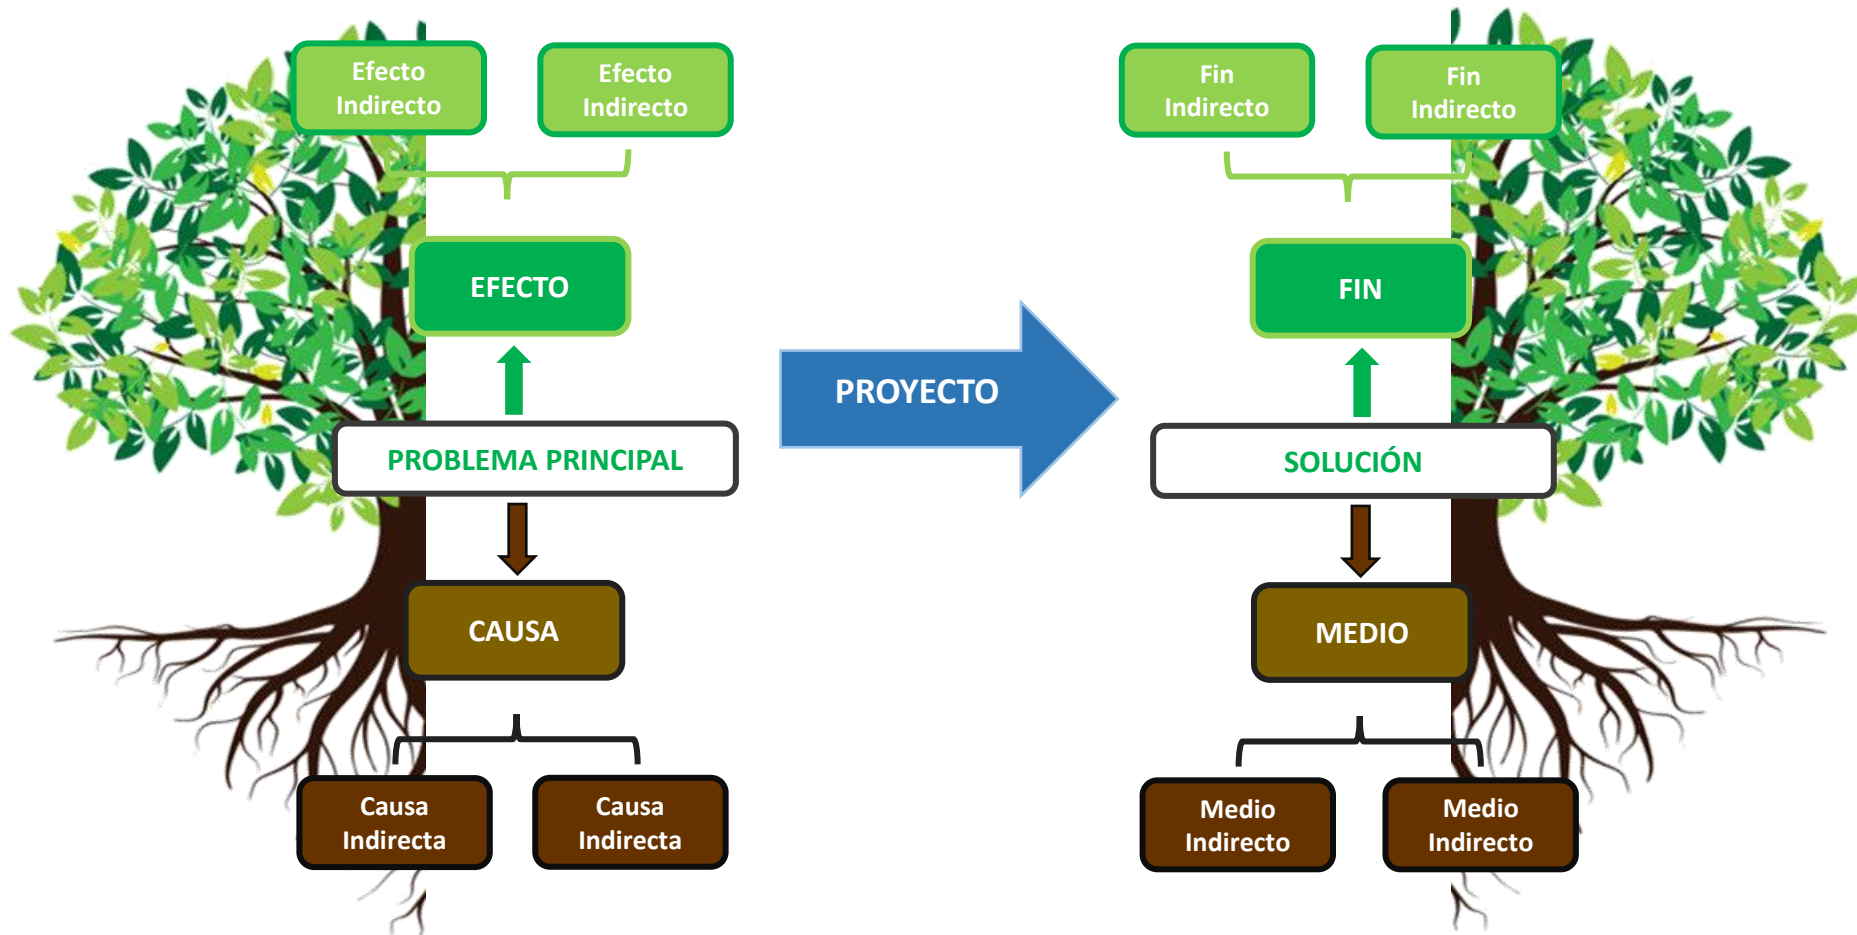 Efecto
Indirecto
Efecto
Indirecto
EFECTO
PROBLEMA PRINCIPAL
CAUSA
Causa
Indirecta
Causa
Indirecta
PROYECTO
Fin
Indirecto
Fin
Indirecto
FIN
SOLUCIÓN
MEDIO
Medio
Indirecto
Medio
Indirecto